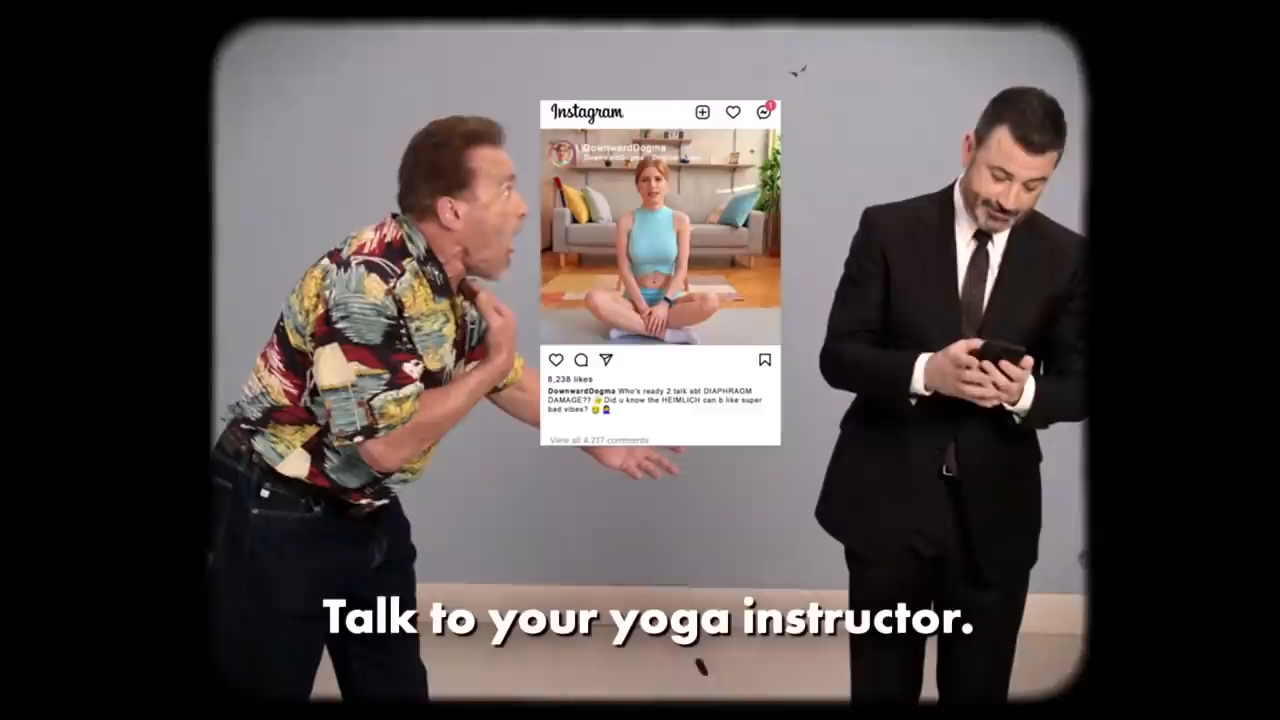 Instagram
1
DownwardDogma
8,238 likes
DownwardDogma Who's ready 2 talk abt DIAPHRAGM
DAMAGE?? Did u know the HEIMLICH can b like super
bad vibes?
View all 4,217 comments
Talk to your yoga instructor.